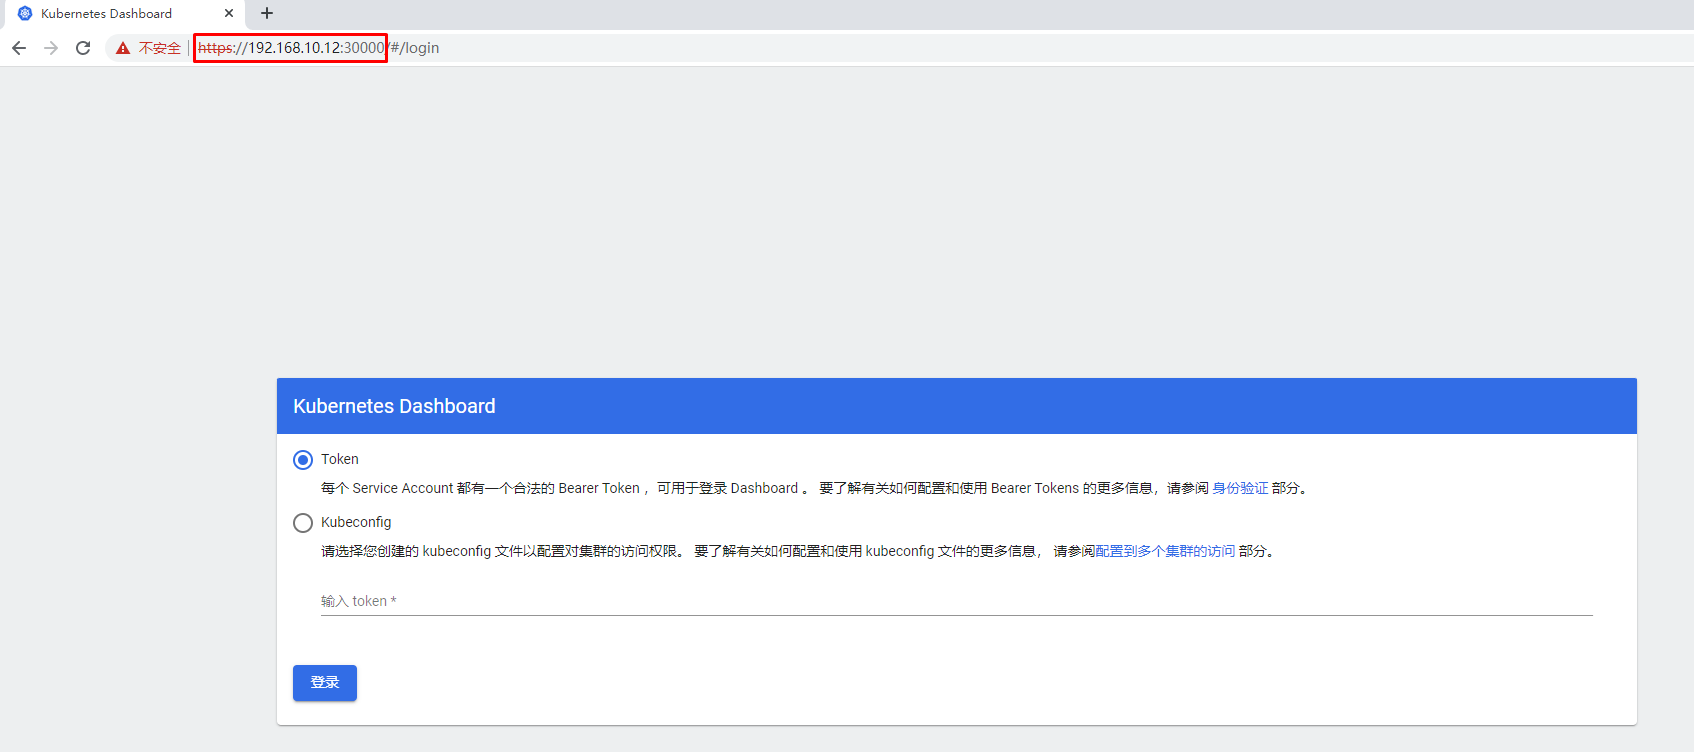 Kubernetes Dashboard
不安全 | https://192.168.10.12:30000/#/login
Kubernetes Dashboard
Token
每个 Service Account 都有一个合法的 Bearer Token ，可用于登录 Dashboard 。 要了解有关如何配置和使用 Bearer Tokens 的更多信息，请参阅 身份验证 部分。
Kubeconfig
请选择您创建的 kubeconfig 文件以配置对集群的访问权限。 要了解有关如何配置和使用 kubeconfig 文件的更多信息， 请参阅配置到多个集群的访问 部分。
输入 token *
登录